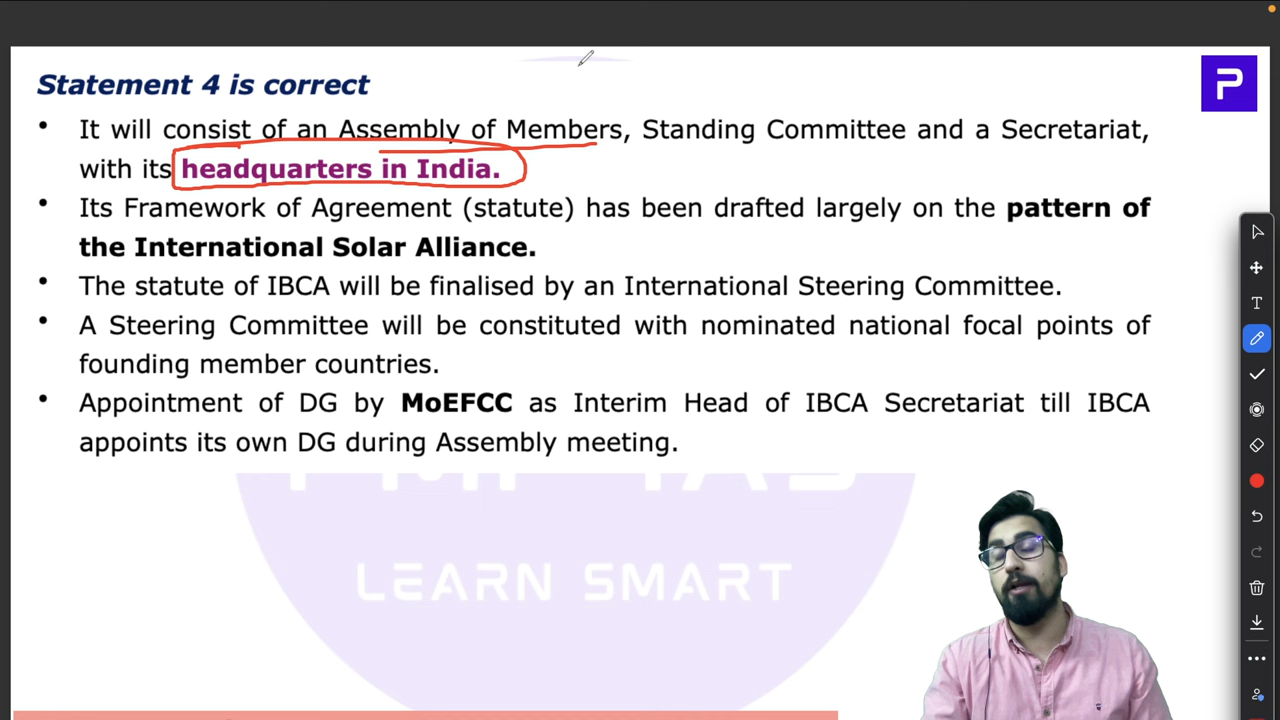 Statement 4 is correct
• It will consist of an Assembly of Members, Standing Committee and a Secretariat,
with its headquarters in India.
• Its Framework of Agreement (statute) has been drafted largely on the pattern of
the International Solar Alliance.
• The statute of IBCA will be finalised by an International Steering Committee.
• A Steering Committee will be constituted with nominated national focal points of
founding member countries.
• Appointment of DG by MoEFCC as Interim Head of IBCA Secretariat till IBCA
appoints its own DG during Assembly meeting.
LEARN SMART
P
T